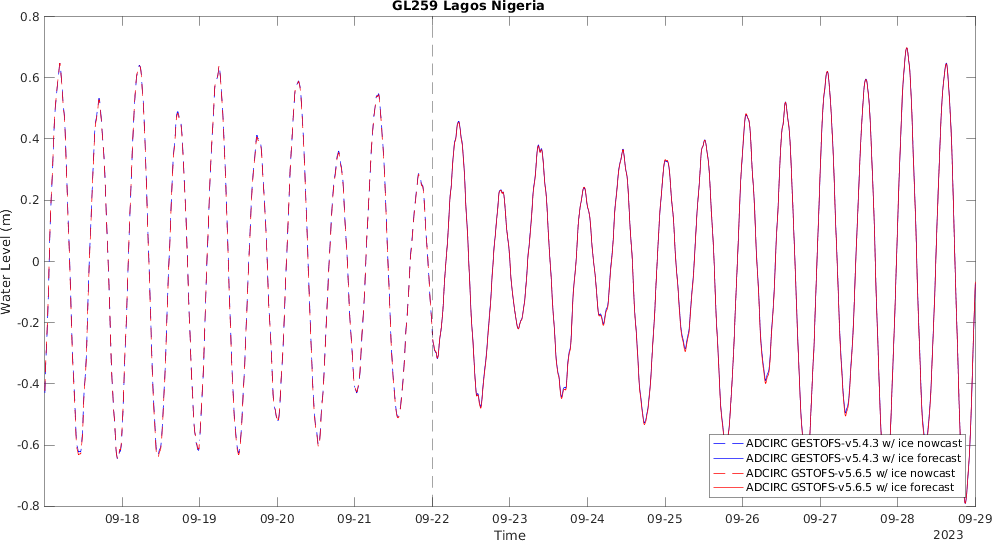 GL259 Lagos Nigeria
Water Level (m)
0.8
0.6
0.4
0.2
0
-0.2
-0.4
-0.6
-0.8
ADCIRC GESTOFS-v5.4.3 w/ ice nowcast
ADCIRC GESTOFS-v5.4.3 w/ ice forecast
ADCIRC GSTOFS-v5.6.5 w/ ice nowcast
ADCIRC GSTOFS-v5.6.5 w/ ice forecast
09-18 09-19 09-20 09-21 09-22 09-23 09-24 09-25 09-26 09-27 09-28 09-29
Time
2023